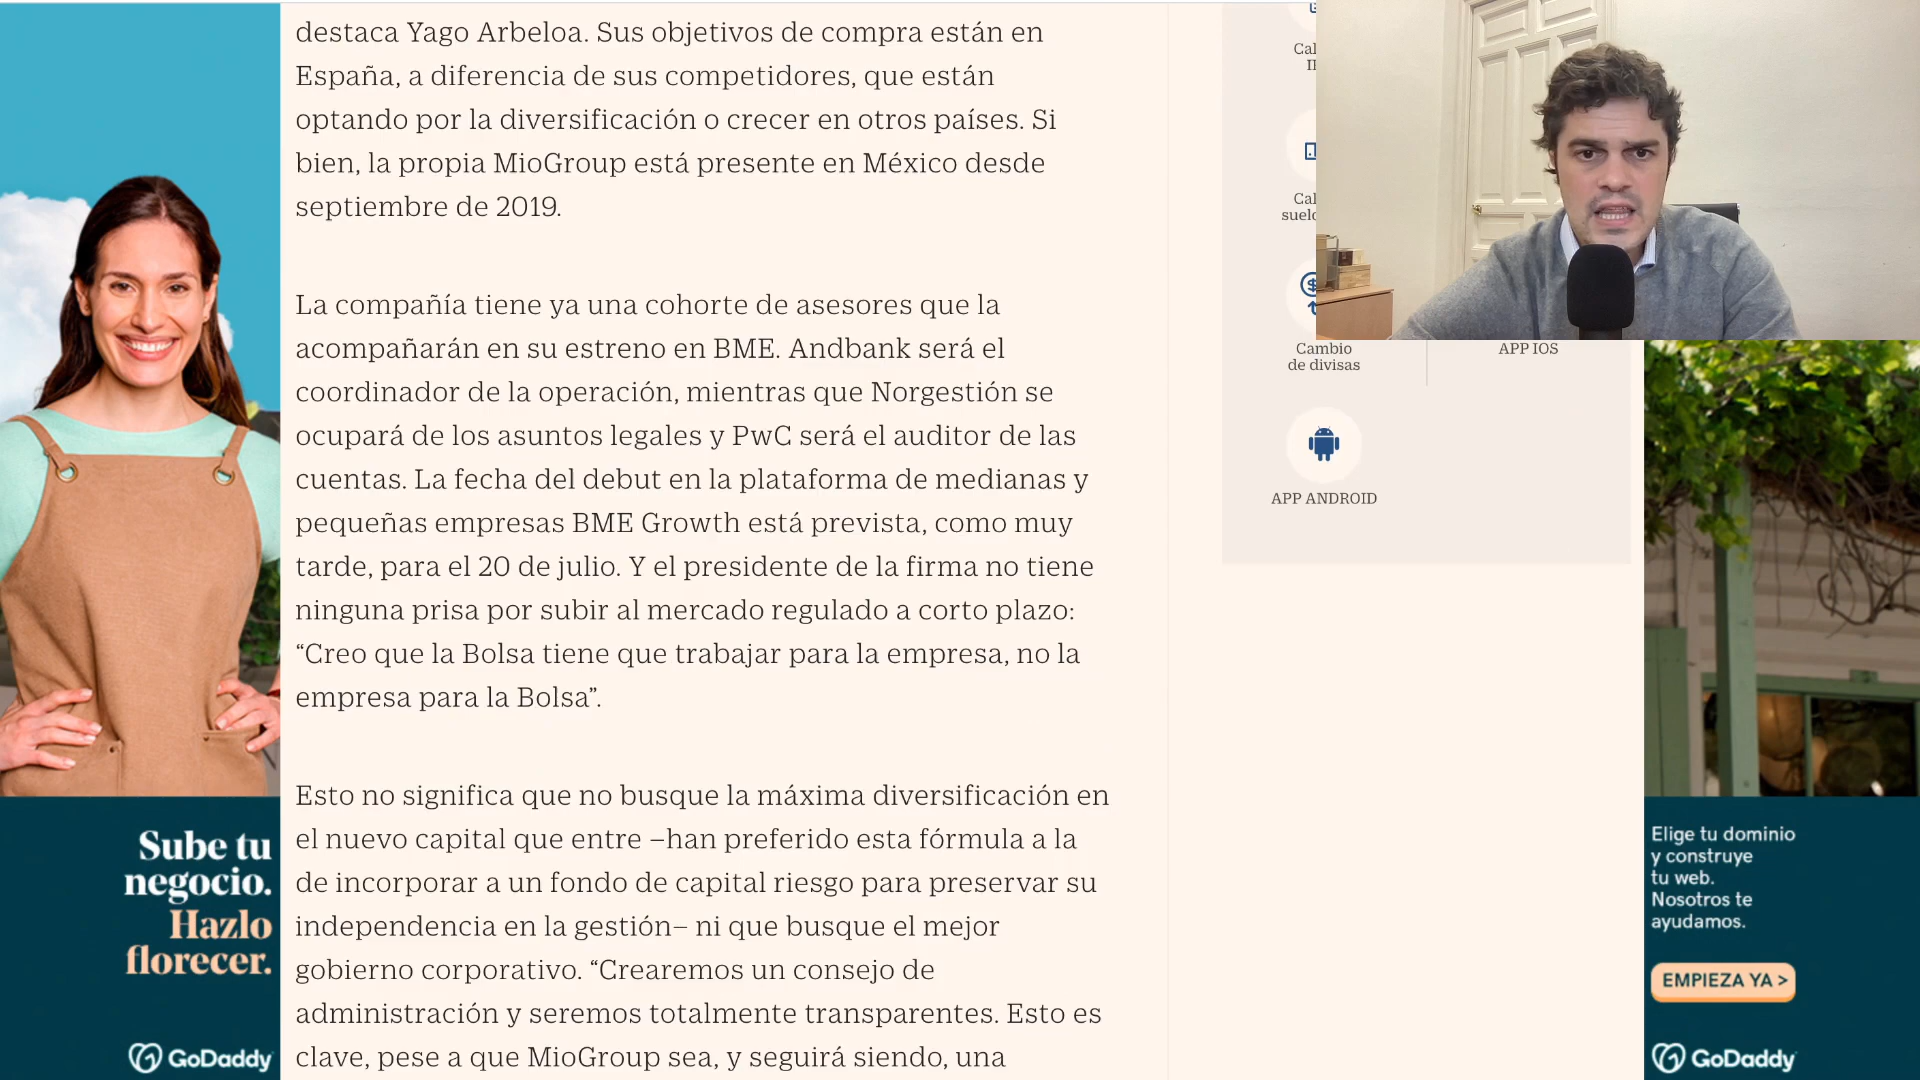 destaca Yago Arbeloa. Sus objetivos de compra están en
España, a diferencia de sus competidores, que están
optando por la diversificación o crecer en otros países. Si
bien, la propia MioGroup está presente en México desde
septiembre de 2019.
La compañía tiene ya una cohorte de asesores que la
acompañarán en su estreno en BME. Andbank será el
coordinador de la operación, mientras que Norgestión se
ocupará de los asuntos legales y PwC será el auditor de las
cuentas. La fecha del debut en la plataforma de medianas y
pequeñas empresas BME Growth está prevista, como muy
tarde, para el 20 de julio. Y el presidente de la firma no tiene
ninguna prisa por subir al mercado regulado a corto plazo:
“Creo que la Bolsa tiene que trabajar para la empresa, no la
empresa para la Bolsa”.
Esto no significa que no busque la máxima diversificación en
el nuevo capital que entre –han preferido esta fórmula a la
de incorporar a un fondo de capital riesgo para preservar su
independencia en la gestión– ni que busque el mejor
gobierno corporativo. “Crearemos un consejo de
administración y seremos totalmente transparentes. Esto es
clave, pese a que MioGroup sea, y seguirá siendo, una
Cambio
de divisas
APP IOS
APP ANDROID
Sube tu
negocio.
Hazlo
florecer.
GoDaddy
Elige tu dominio
y construye
tu web.
Nosotros te
ayudamos.
EMPIEZA YA >
GoDaddy